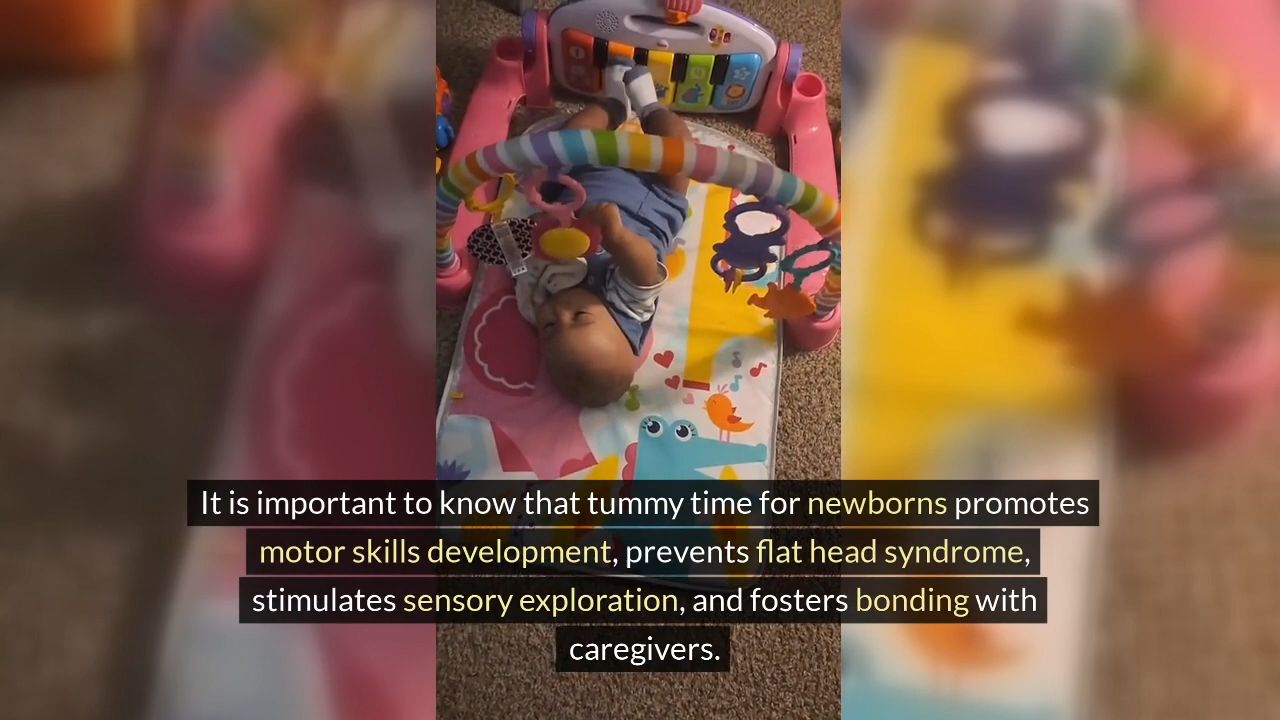 It is important to know that tummy time for newborns promotes
motor skills development, prevents flat head syndrome,
stimulates sensory exploration, and fosters bonding with
caregivers.